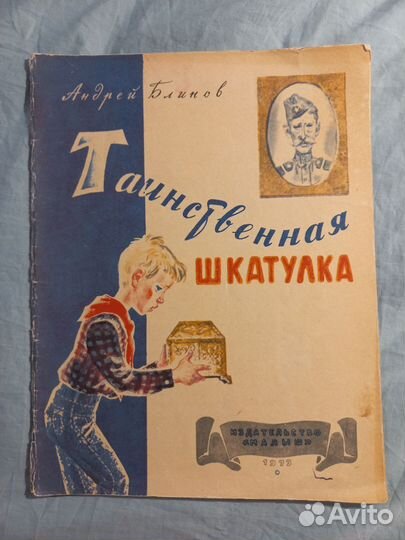 Андрей Блинов
Таинственная
ШКАТУЛКА
ИЗДАТЕЛЬСТВО
«МАЛЫШ»
1973
Avito